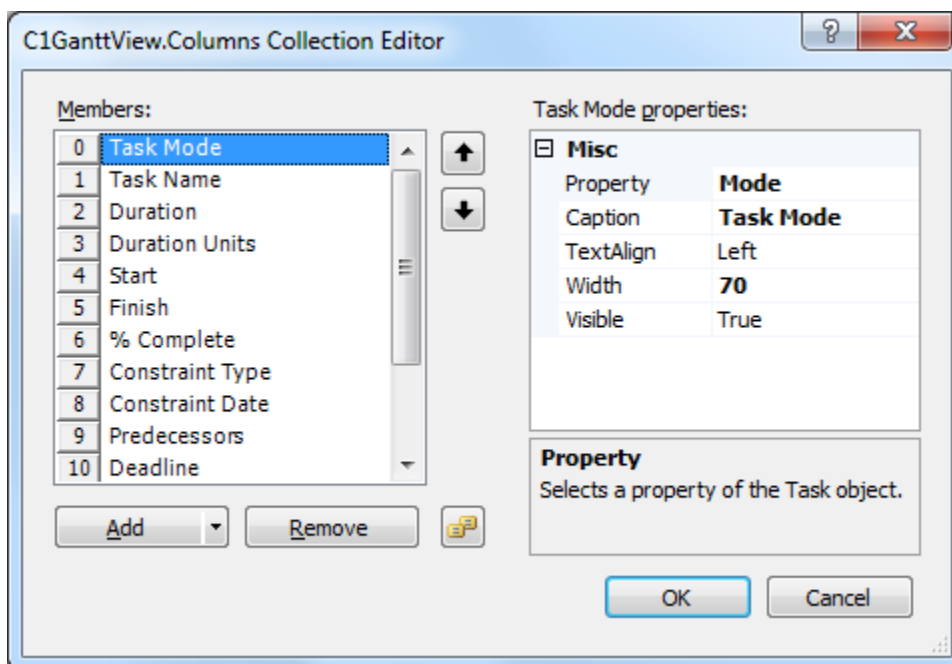 C1GanttView.Columns Collection Editor
Members:
0 Task Mode
1 Task Name
2 Duration
3 Duration Units
4 Start
5 Finish
6 % Complete
7 Constraint Type
8 Constraint Date
9 Predecessors
10 Deadline
Add
Remove
Task Mode properties:
Misc
Property Mode
Caption Task Mode
TextAlign Left
Width 70
Visible True
Property
Selects a property of the Task object.
OK
Cancel